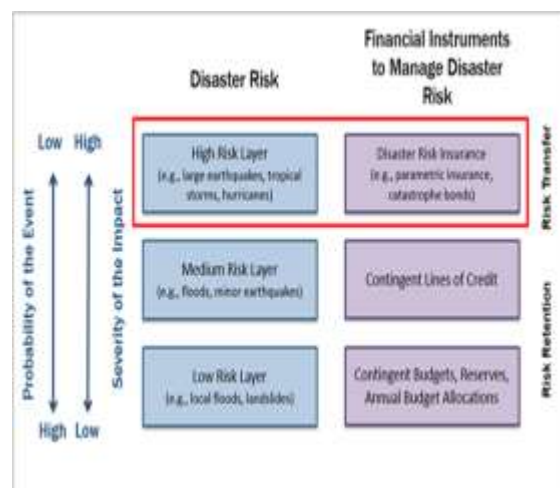 Disaster Risk
Financial Instruments
to Manage Disaster
Risk
Low High
Probability of the Event
Severity of the Impact
High Low
High Risk Layer
(e.g., large earthquakes, tropical
storms, hurricanes)
Disaster Risk Insurance
(e.g., parametric insurance,
catastrophe bonds)
Risk Transfer
Medium Risk Layer
(e.g., floods, minor earthquakes)
Contingent Lines of Credit
Low Risk Layer
(e.g., local floods, landslides)
Contingent Budgets, Reserves,
Annual Budget Allocations
Risk Retention